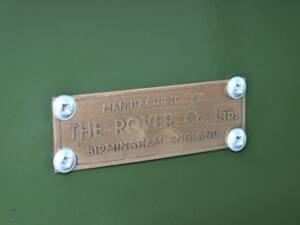 MANUFACTURED BY
THE ROVER Co. LTD.
BIRMINGHAM ENGLAND